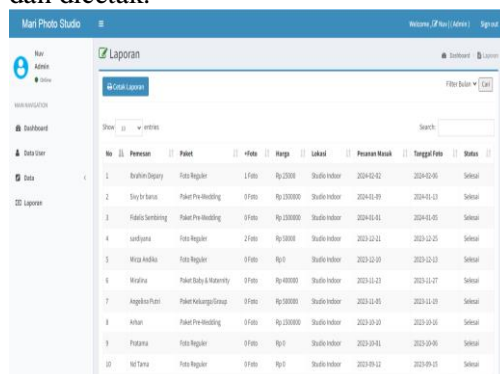 dan dicetak.
Mari Photo Studio
Welcome, Nav | (Admin) Sign out
Nav
Admin
Online
Laporan
Dashboard Laporan
Cetak Laporan
Filter Bulan Cari
MAIN NAVIGATION
Dashboard
Data User
Data
Laporan
Show 10 entries Search:
No Pemesan Paket +Foto Harga Lokasi Pesanan Masuk Tanggal Foto Status
1 Ibrahim Depary Foto Reguler 1 Foto Rp 25000 Studio Indoor 2024-02-02 2024-02-06 Selesai
2 Sivy br barus Paket Pre-Wedding 0 Foto Rp 1500000 Studio Indoor 2024-01-09 2024-01-13 Selesai
3 Fidelis Sembiring Paket Pre-Wedding 0 Foto Rp 1500000 Studio Indoor 2024-01-01 2024-01-05 Selesai
4 sardiyana Foto Reguler 2 Foto Rp 50000 Studio Indoor 2023-12-21 2023-12-25 Selesai
5 Mirza Andika Foto Reguler 0 Foto Rp 0 Studio Indoor 2023-12-10 2023-12-13 Selesai
6 Miralina Paket Baby & Maternity 0 Foto Rp 400000 Studio Indoor 2023-11-23 2023-11-27 Selesai
7 Angelina Putri Paket Keluarga/Group 0 Foto Rp 500000 Studio Indoor 2023-11-05 2023-11-19 Selesai
8 Arhan Paket Pre-Wedding 0 Foto Rp 1500000 Studio Indoor 2023-10-10 2023-10-16 Selesai
9 Pratama Foto Reguler 0 Foto Rp 0 Studio Indoor 2023-10-01 2023-10-06 Selesai
10 Nd Tama Foto Reguler 0 Foto Rp 0 Studio Indoor 2023-09-12 2023-09-15 Selesai